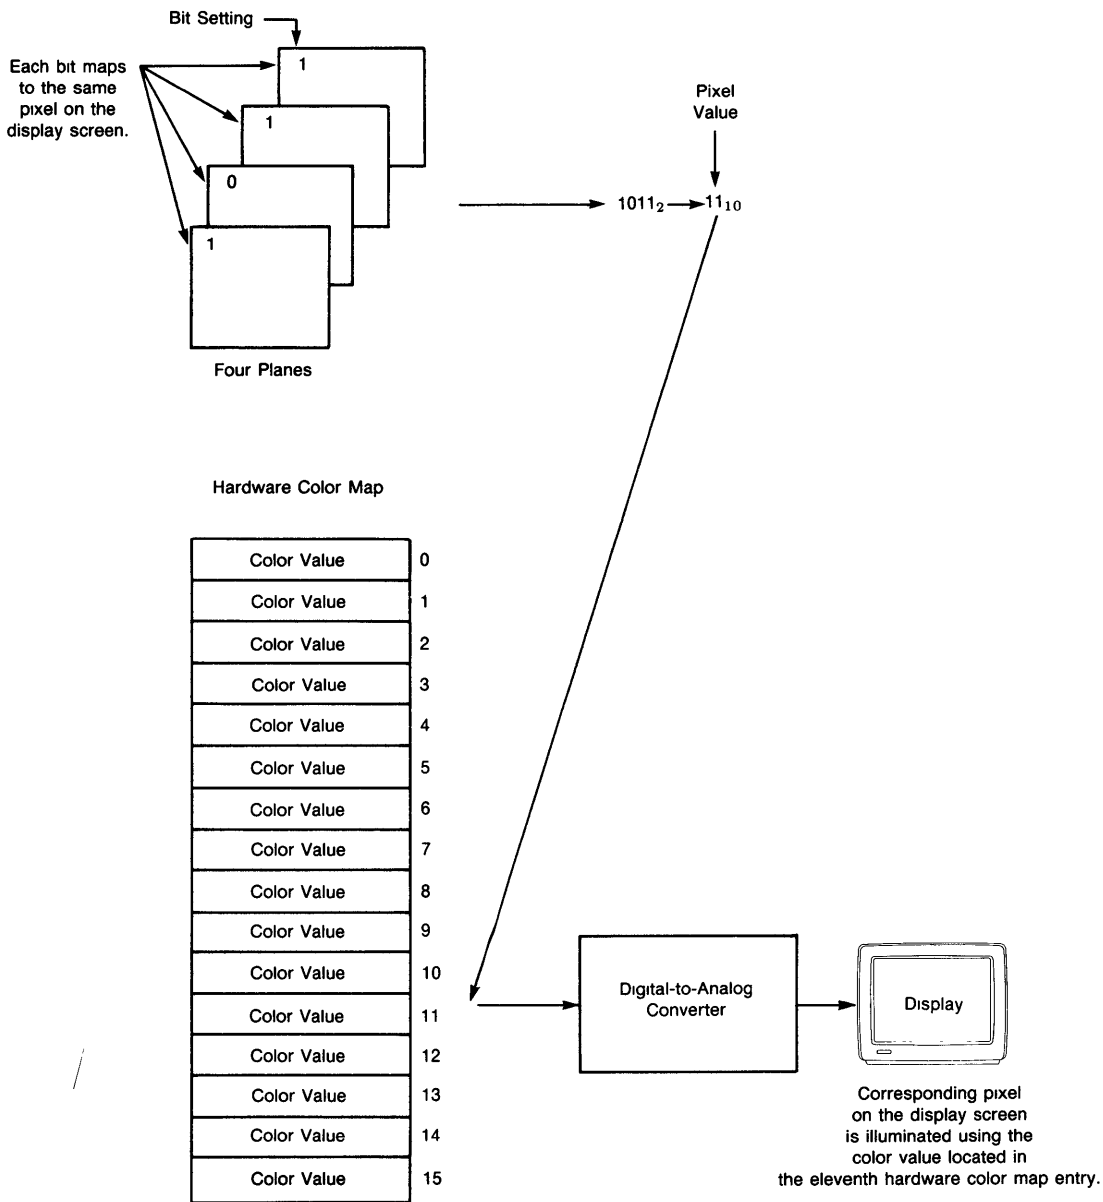 Bit Setting
Each bit maps
to the same
pixel on the
display screen.
1
1
0
1
Four Planes
Pixel
Value
1011₂
11₁₀
Hardware Color Map
Color Value 0
Color Value 1
Color Value 2
Color Value 3
Color Value 4
Color Value 5
Color Value 6
Color Value 7
Color Value 8
Color Value 9
Color Value 10
Color Value 11
Color Value 12
Color Value 13
Color Value 14
Color Value 15
Digital-to-Analog
Converter
Display
Corresponding pixel
on the display screen
is illuminated using the
color value located in
the eleventh hardware color map entry.